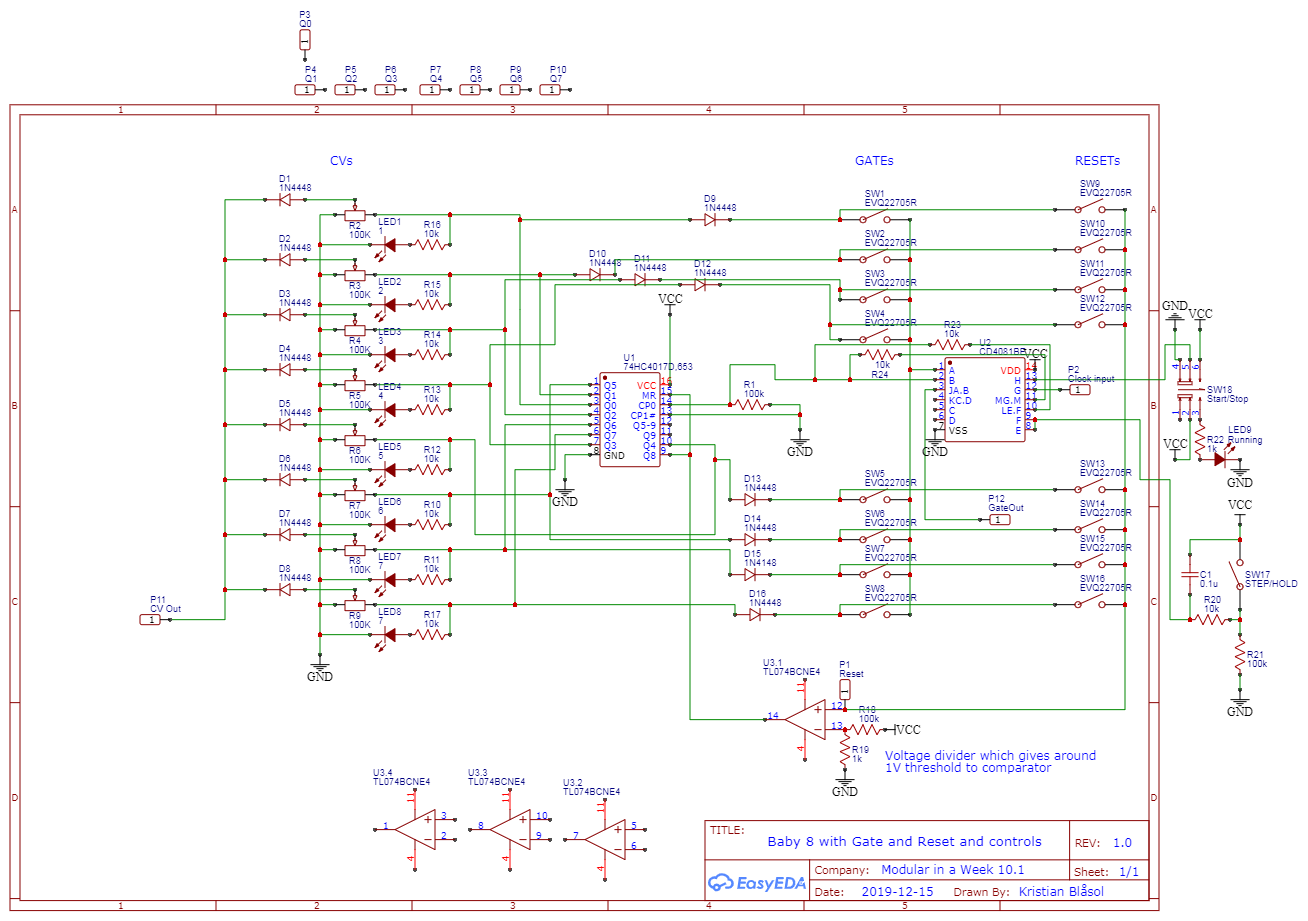 P3
Q0
1
P4
Q1
1
P5
Q2
1
P6
Q3
1
P7
Q4
1
P8
Q5
1
P9
Q6
1
P10
Q7
1
1 2 3 4 5
CVs
GATEs
RESETs
A
B
C
D
A
B
C
D
D1
1N4448
R2
100K
LED1
1
R16
10k
D2
1N4448
R3
100K
LED2
2
R15
10k
D3
1N4448
R4
100K
LED3
3
R14
10k
D4
1N4448
R5
100K
LED4
4
R13
10k
D5
1N4448
R6
100K
LED5
5
R12
10k
D6
1N4448
R7
100K
LED6
6
R10
10k
D7
1N4448
R8
100K
LED7
7
R11
10k
D8
1N4448
R9
100K
LED8
7
R17
10k
P11
CV Out
1
GND
D9
1N4448
D10
1N4448
D11
1N4448
D12
1N4448
VCC
U1
74HC4017D,653
1 Q5
2 Q1
3 Q0
4 Q2
5 Q6
6 Q7
7 Q3
8 GND
VCC 16
MR 15
CP0 14
CP1# 13
Q5-9 12
Q9 11
Q4 10
Q8 9
GND
R1
100k
GND
SW1
EVQ22705R
SW2
EVQ22705R
SW3
EVQ22705R
SW4
EVQ22705R
SW9
EVQ22705R
SW10
EVQ22705R
SW11
EVQ22705R
SW12
EVQ22705R
R23
10k
10k
R24
U2
CD4081BE
VCC
1 A
2 B
3 JA.B
4 KC.D
5 C
6 D
7 VSS
VDD 14
H 13
G 12
MG.M 11
LE.F 10
F 9
E 8
GND
P2
Clock input
1
GND
VCC
4 5 6
1 2 3
SW18
Start/Stop
VCC
R22
1k
LED9
Running
GND
D13
1N4448
D14
1N4448
D15
1N4148
D16
1N4448
SW5
EVQ22705R
SW6
EVQ22705R
SW7
EVQ22705R
SW8
EVQ22705R
P12
GateOut
1
SW13
EVQ22705R
SW14
EVQ22705R
SW15
EVQ22705R
SW16
EVQ22705R
VCC
C1
0.1u
SW17
STEP/HOLD
R20
10k
R21
100k
GND
U3.1
TL074BCNE4
11
14
12
13
4
P1
Reset
1
R18
100k
VCC
R19
1k
GND
Voltage divider which gives around
1V threshold to comparator
U3.4
TL074BCNE4
11
1
3
2
4
U3.3
TL074BCNE4
11
8
10
9
4
U3.2
TL074BCNE4
11
7
5
6
4
TITLE:
Baby 8 with Gate and Reset and controls
REV: 1.0
EasyEDA
Company: Modular in a Week 10.1
Sheet: 1/1
Date: 2019-12-15 Drawn By: Kristian Blåsol
1 2 3 4 5